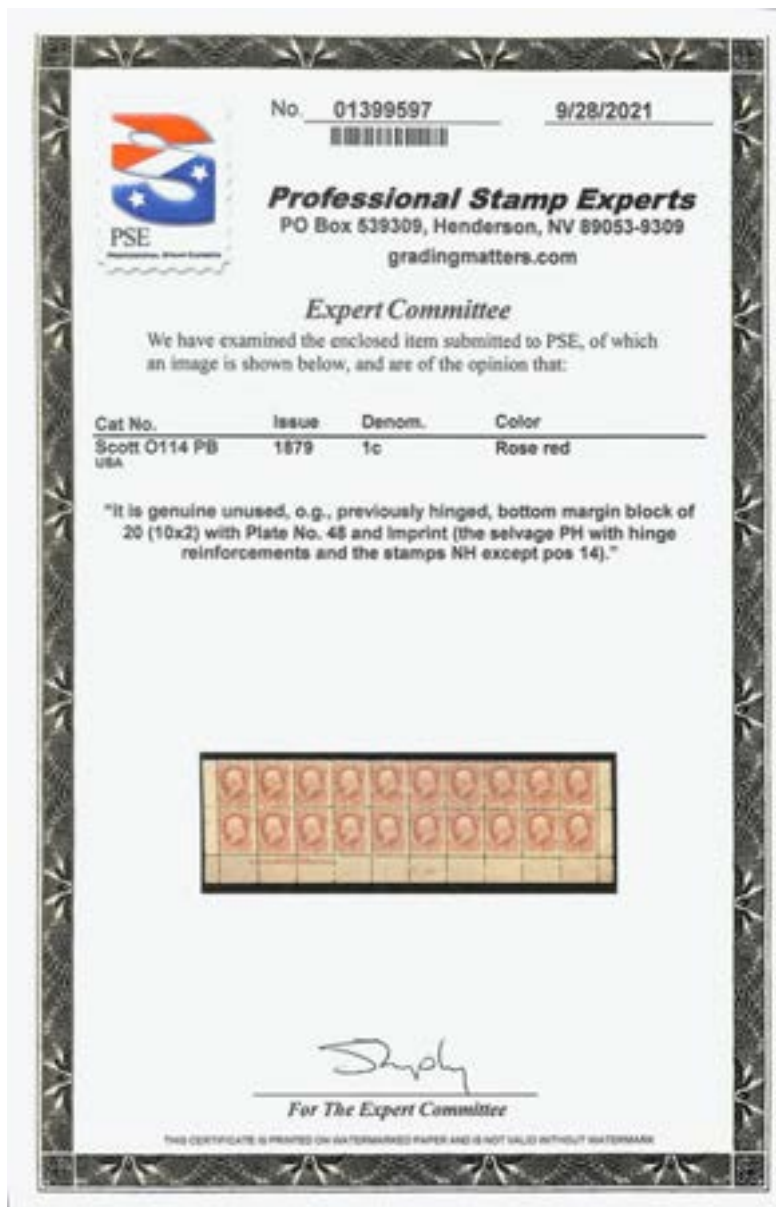 No. 01399597 9/28/2021
PSE
Professional Stamp Experts
PO Box 539309, Henderson, NV 89053-9309
gradingmatters.com
Expert Committee
We have examined the enclosed item submitted to PSE, of which
an image is shown below, and are of the opinion that:
Cat No. Issue Denom. Color
Scott O114 PB 1879 1c Rose red
USA
"It is genuine unused, o.g., previously hinged, bottom margin block of
20 (10x2) with Plate No. 48 and Imprint (the selvage PH with hinge
reinforcements and the stamps NH except pos 14)."
For The Expert Committee
THIS CERTIFICATE IS PRINTED ON WATERMARKED PAPER AND IS NOT VALID WITHOUT WATERMARK